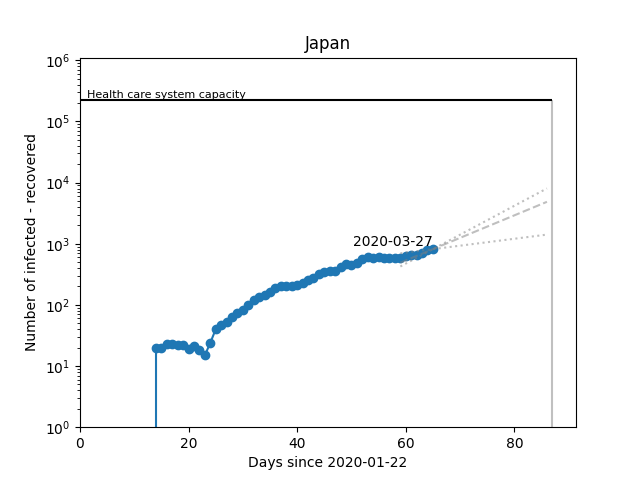 Japan
Health care system capacity
2020-03-27
Number of infected - recovered
10^6
10^5
10^4
10^3
10^2
10^1
10^0
0 20 40 60 80
Days since 2020-01-22